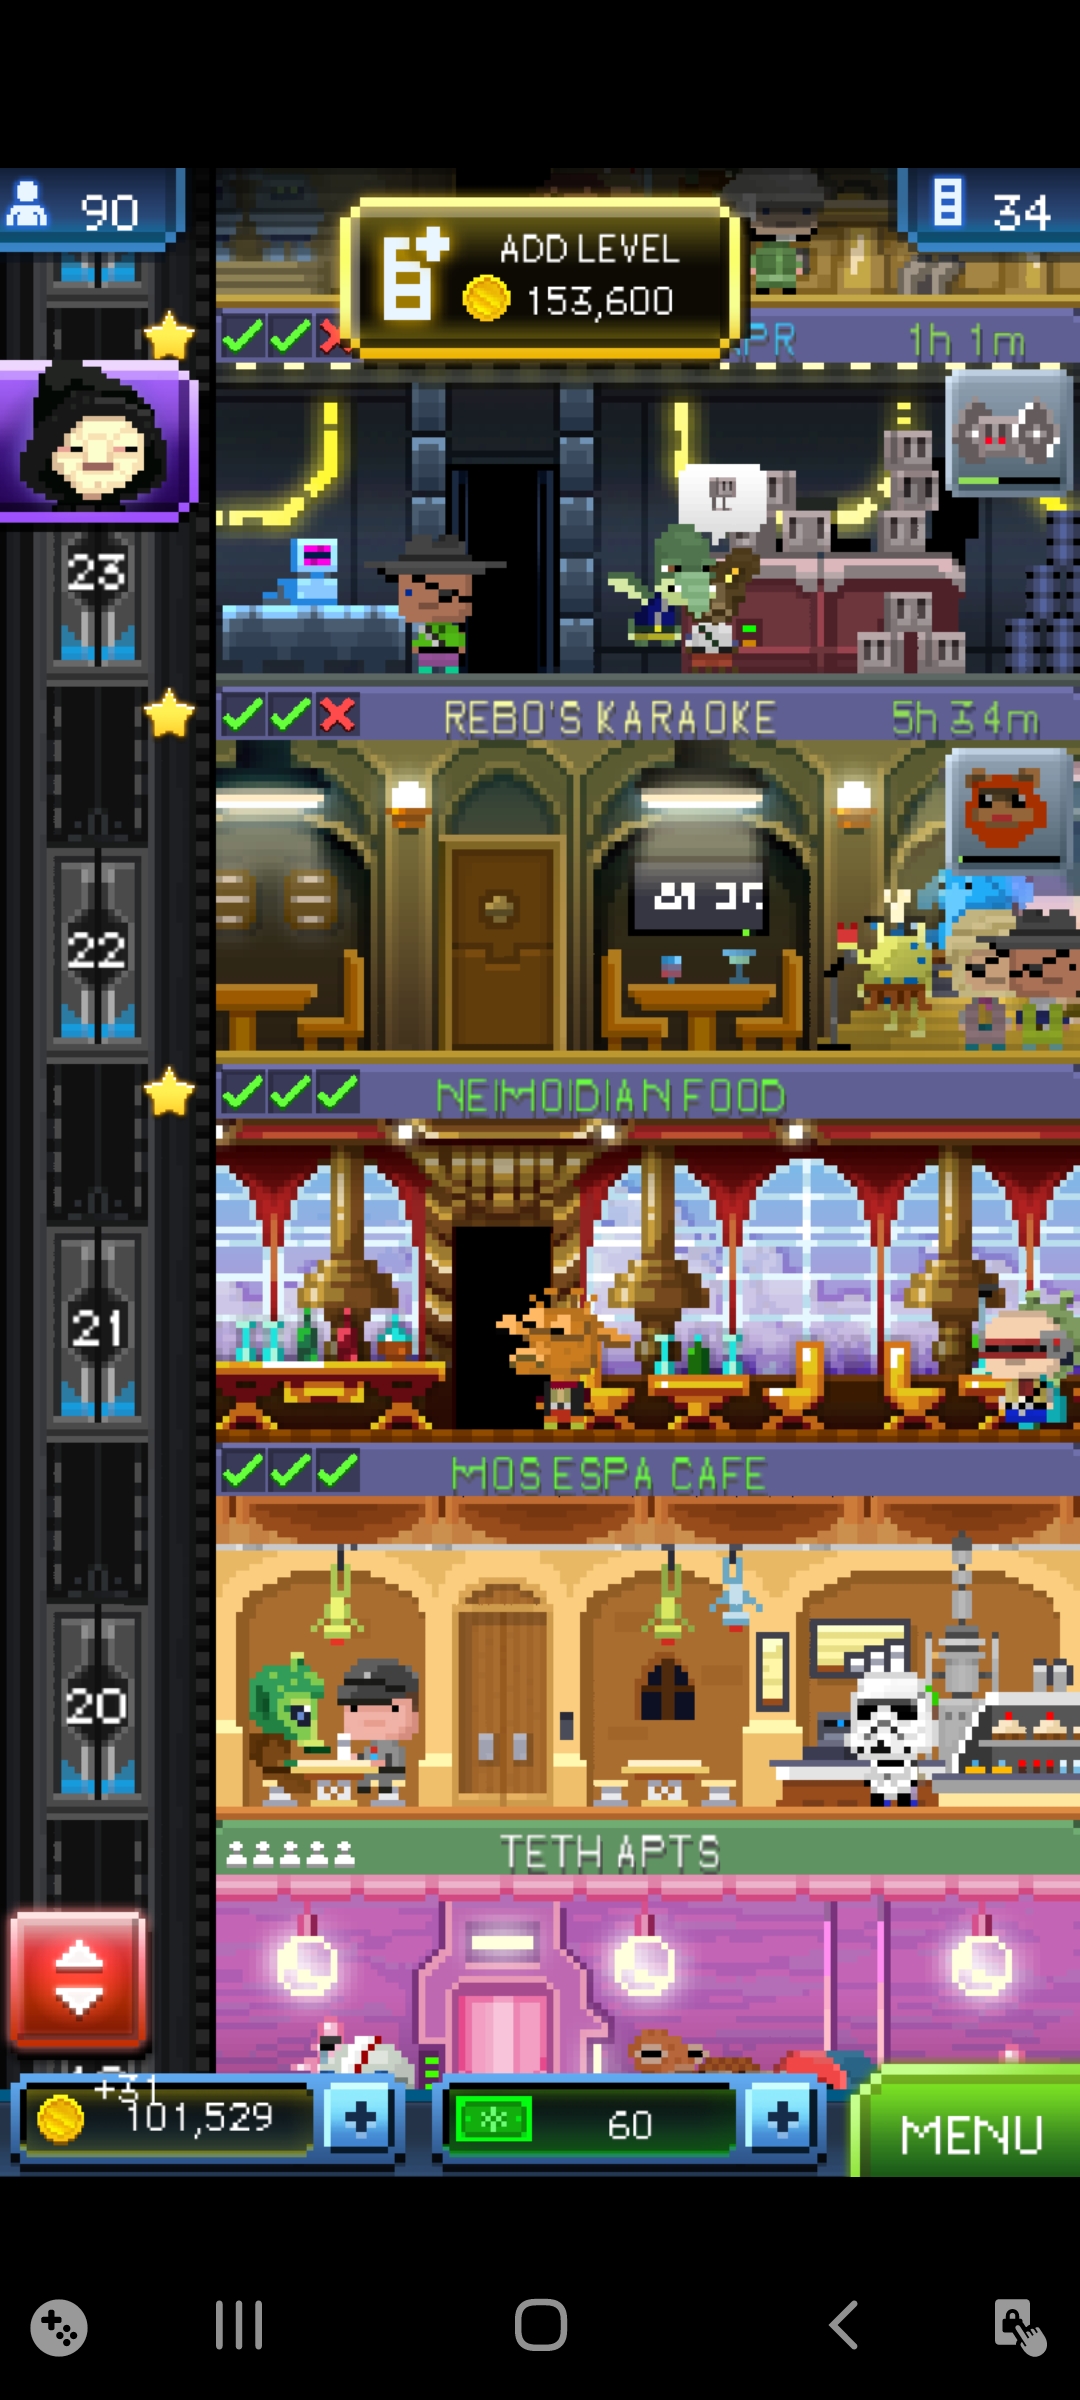 90
34
ADD LEVEL
153,600
1h 1m
23
REBO'S KARAOKE
5h 34m
22
NEIMOIDIAN FOOD
21
MOS ESPA CAFE
20
TETH APTS
+31
101,529
60
MENU